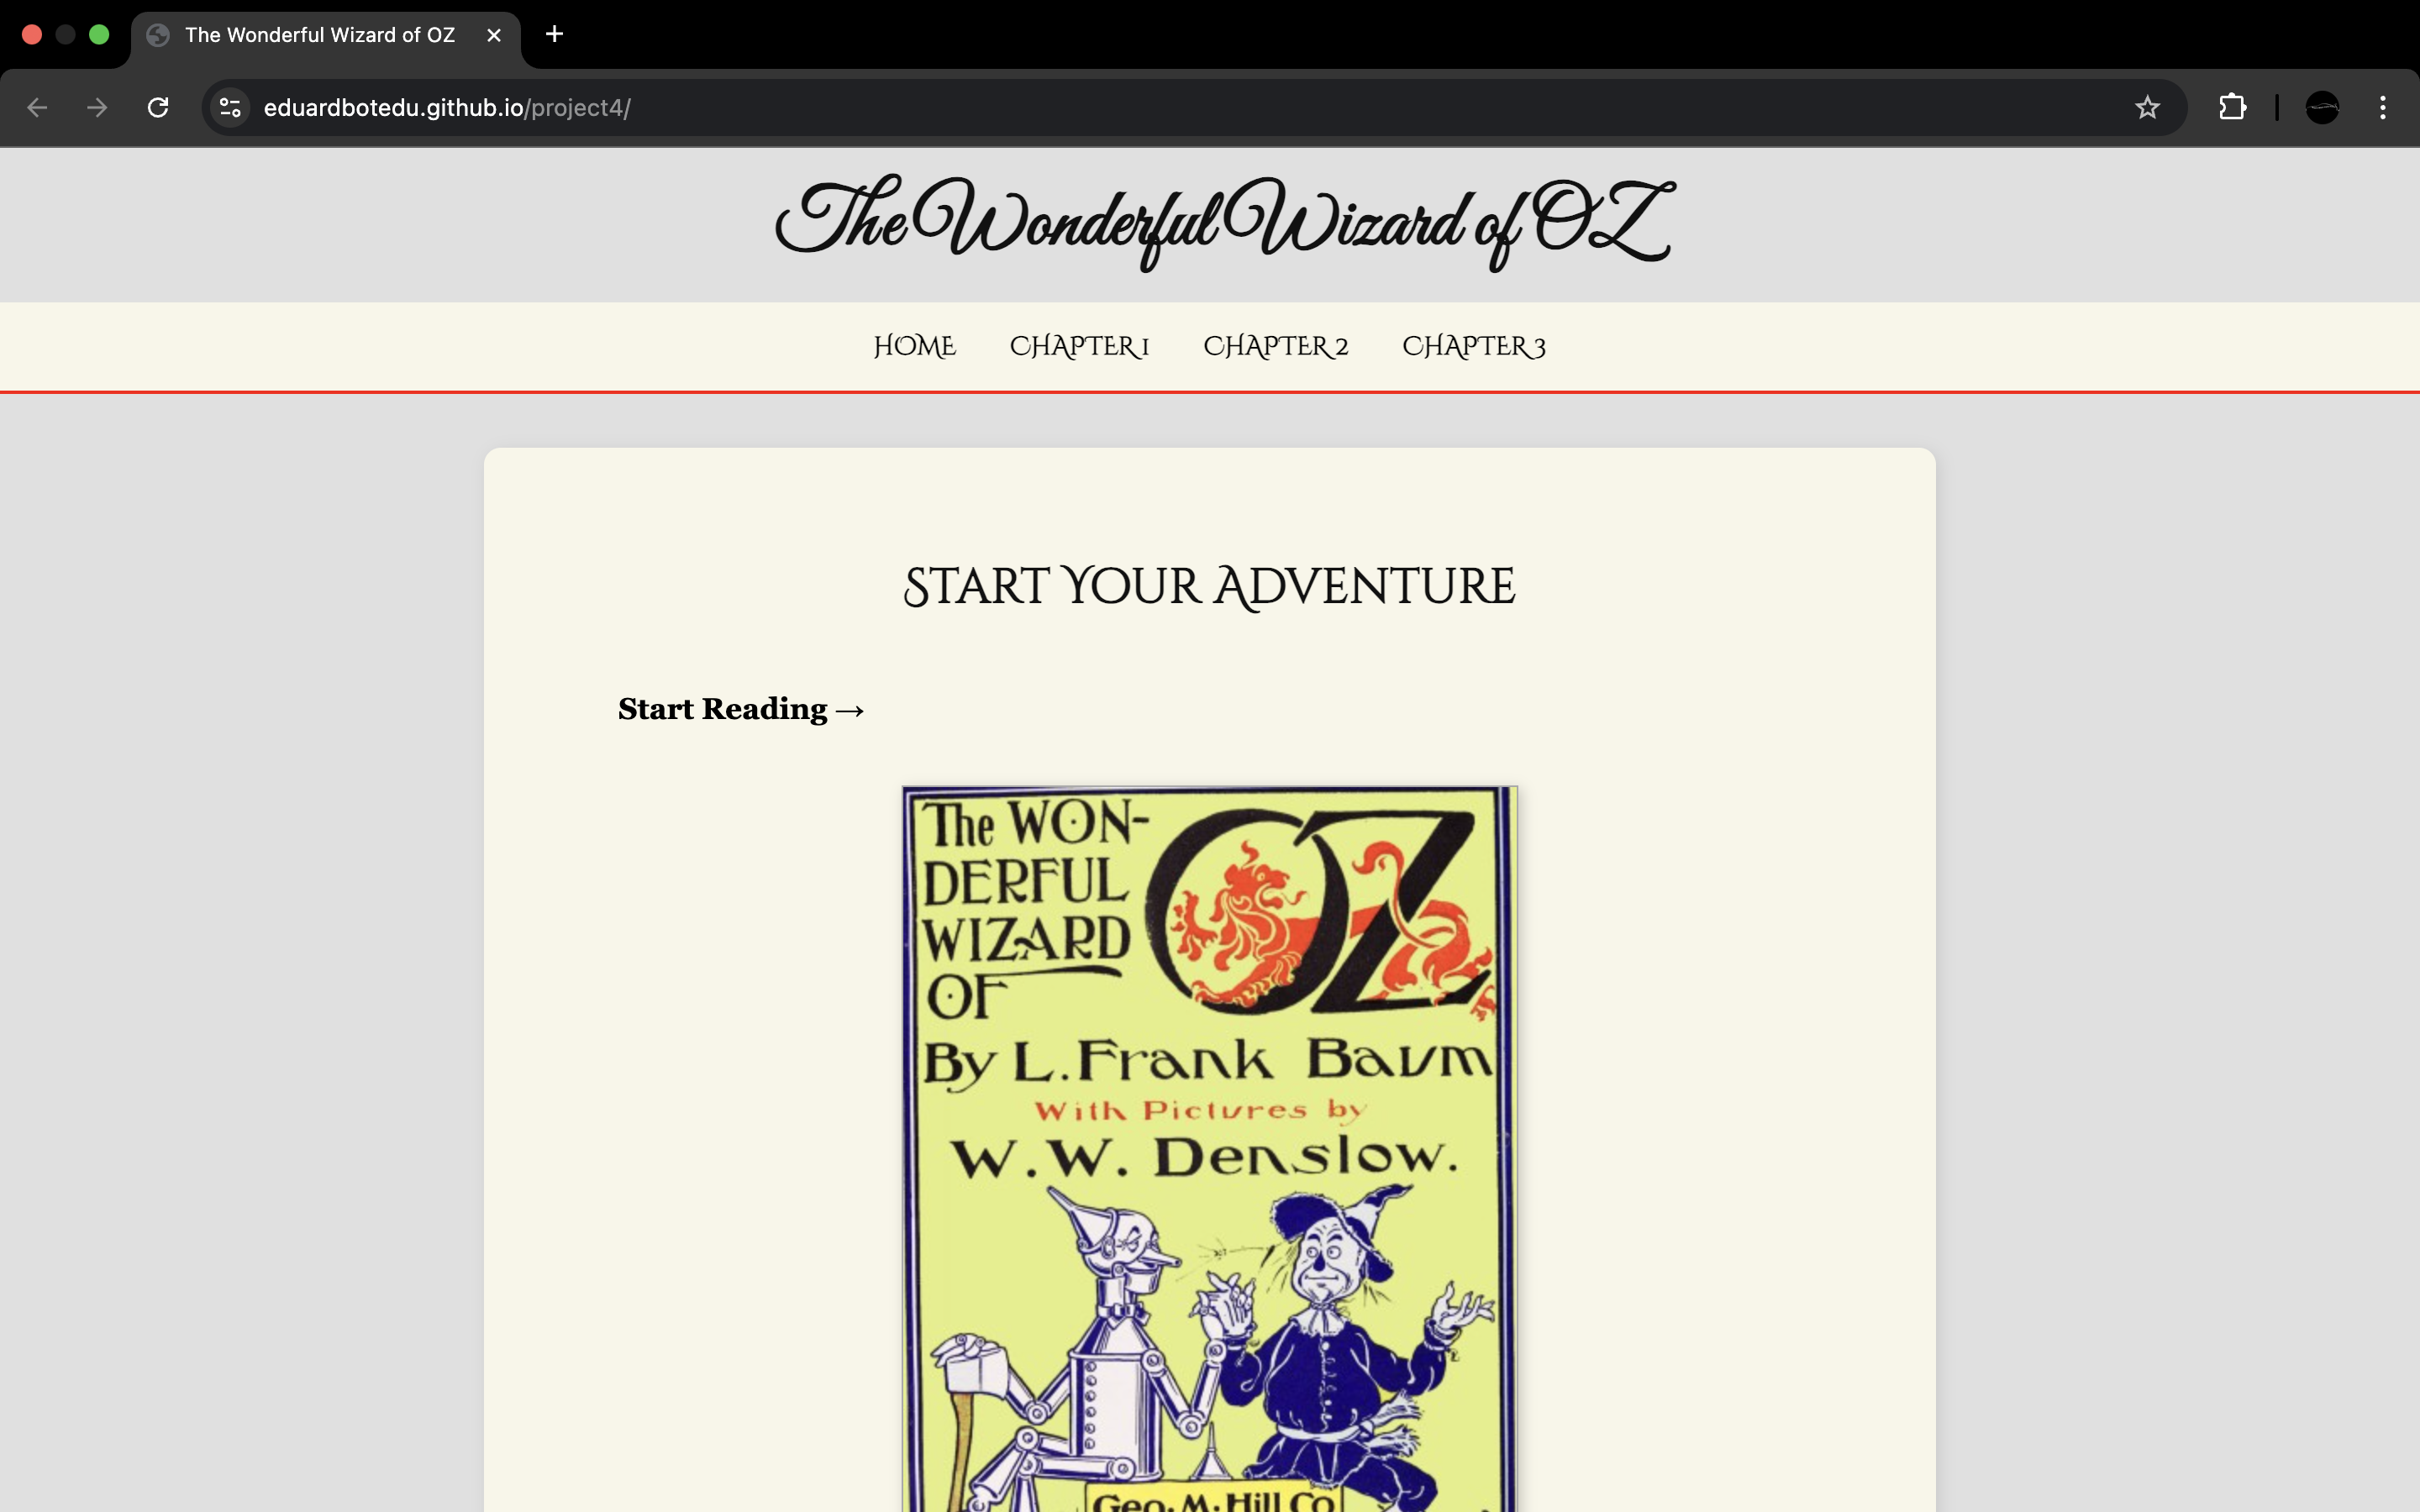 The Wonderful Wizard of OZ
eduardbotedu.github.io/project4/
The Wonderful Wizard of OZ
HOME CHAPTER 1 CHAPTER 2 CHAPTER 3
START YOUR ADVENTURE
Start Reading →
The WON-
DERFUL
WIZARD
OF
OZ
By L. Frank Baum
With Pictures by
W. W. Denslow.
Geo. M. Hill Co